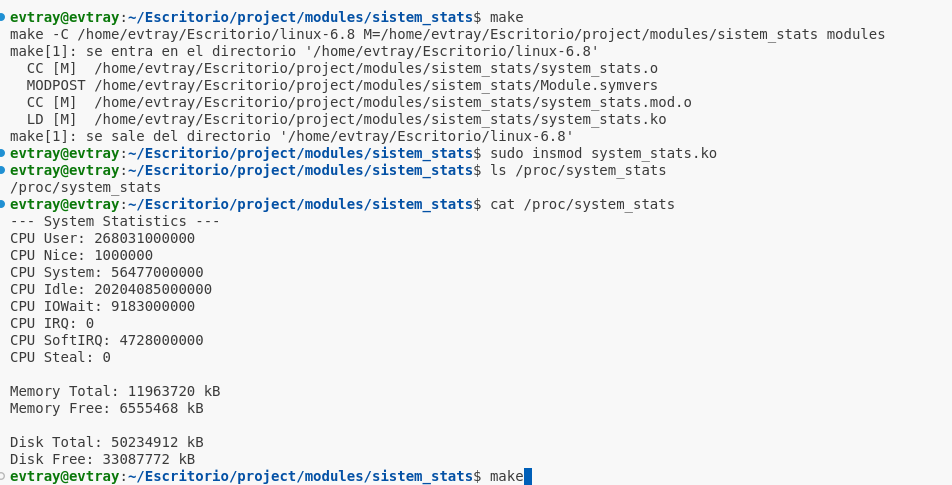 evtray@evtray:~/Escritorio/project/modules/sistem_stats$ make
make -C /home/evtray/Escritorio/linux-6.8 M=/home/evtray/Escritorio/project/modules/sistem_stats modules
make[1]: se entra en el directorio '/home/evtray/Escritorio/linux-6.8'
  CC [M]  /home/evtray/Escritorio/project/modules/sistem_stats/system_stats.o
  MODPOST /home/evtray/Escritorio/project/modules/sistem_stats/Module.symvers
  CC [M]  /home/evtray/Escritorio/project/modules/sistem_stats/system_stats.mod.o
  LD [M]  /home/evtray/Escritorio/project/modules/sistem_stats/system_stats.ko
make[1]: se sale del directorio '/home/evtray/Escritorio/linux-6.8'
evtray@evtray:~/Escritorio/project/modules/sistem_stats$ sudo insmod system_stats.ko
evtray@evtray:~/Escritorio/project/modules/sistem_stats$ ls /proc/system_stats
/proc/system_stats
evtray@evtray:~/Escritorio/project/modules/sistem_stats$ cat /proc/system_stats
--- System Statistics ---
CPU User: 268031000000
CPU Nice: 1000000
CPU System: 56477000000
CPU Idle: 20204085000000
CPU IOWait: 9183000000
CPU IRQ: 0
CPU SoftIRQ: 4728000000
CPU Steal: 0

Memory Total: 11963720 kB
Memory Free: 6555468 kB

Disk Total: 50234912 kB
Disk Free: 33087772 kB
evtray@evtray:~/Escritorio/project/modules/sistem_stats$ make